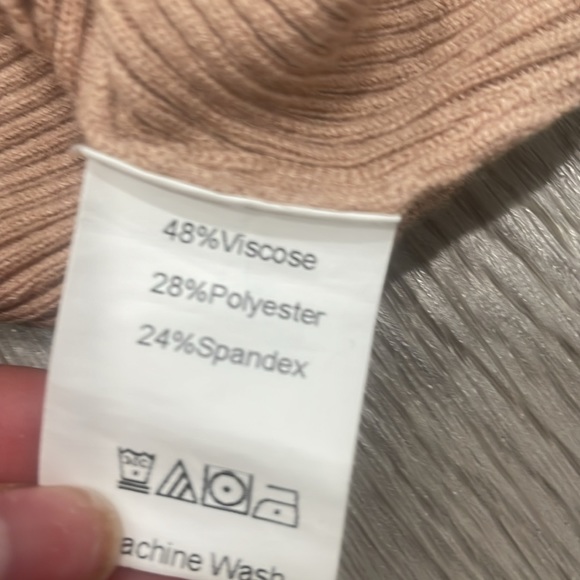 48%Viscose
28%Polyester
24%Spandex
achine Wash